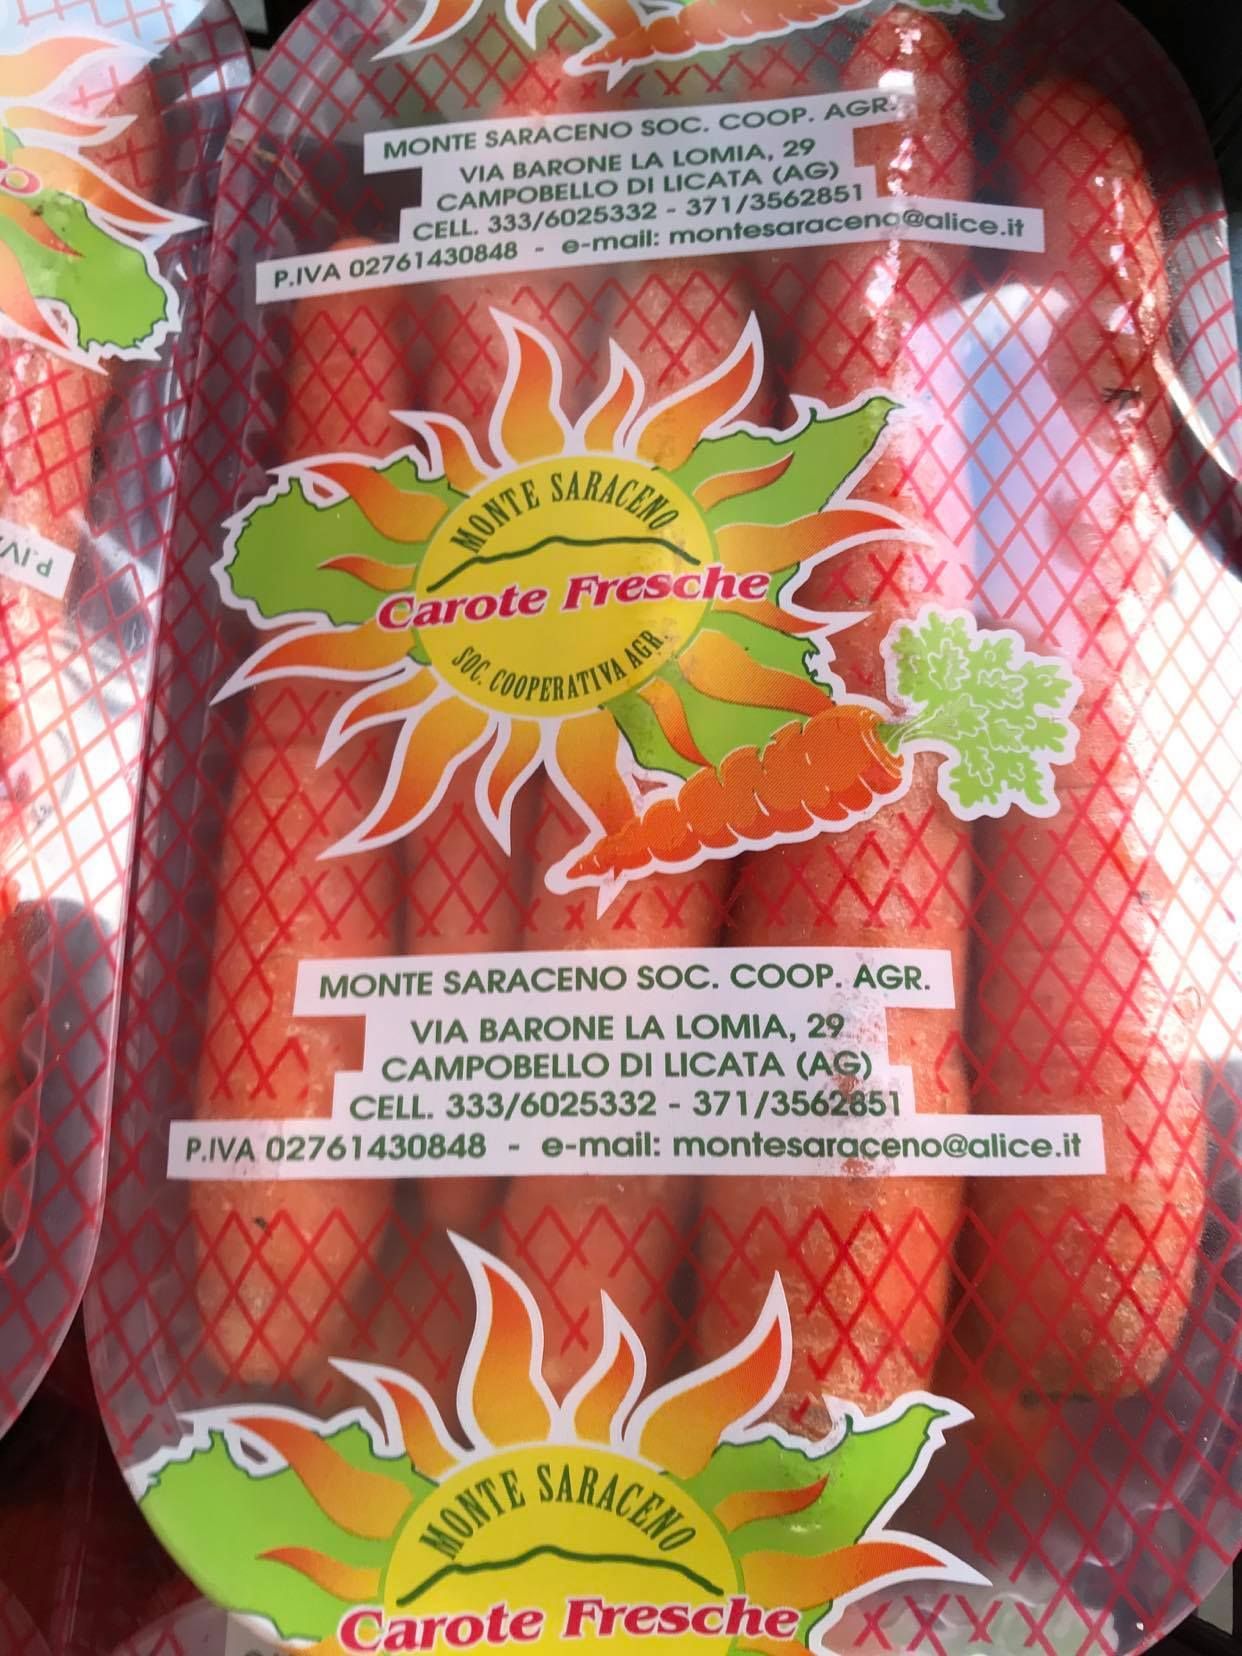 MONTE SARACENO SOC. COOP. AGR.
VIA BARONE LA LOMIA, 29
CAMPOBELLO DI LICATA (AG)
CELL. 333/6025332 - 371/3562851
P.IVA 02761430848 - e-mail: montesaraceno@alice.it
MONTE SARACENO
Carote Fresche
SOC. COOPERATIVA AGR.
P.IVA
MONTE SARACENO SOC. COOP. AGR.
VIA BARONE LA LOMIA, 29
CAMPOBELLO DI LICATA (AG)
CELL. 333/6025332 - 371/3562851
P.IVA 02761430848 - e-mail: montesaraceno@alice.it
MONTE SARACENO
Carote Fresche